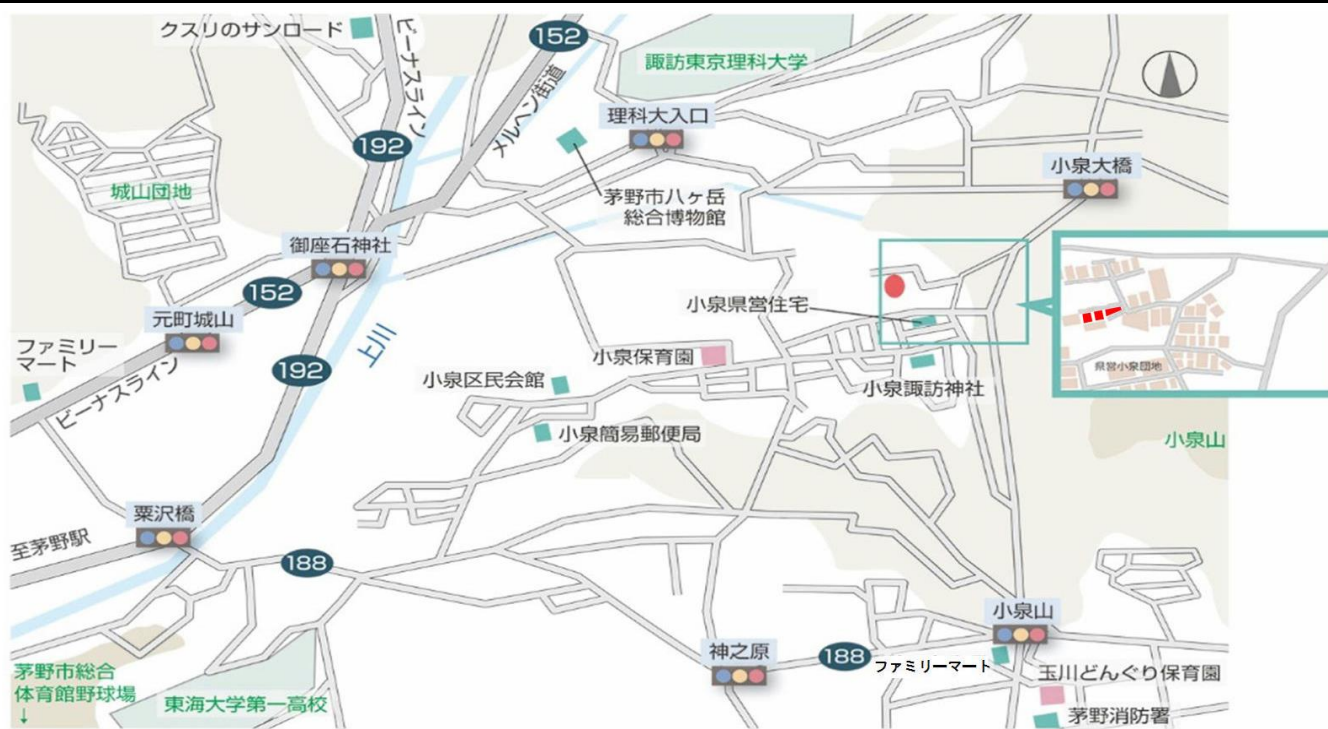 クスリのサンロード
ビーナスライン
152
諏訪東京理科大学
メルヘン街道
理科大入口
192
小泉大橋
城山団地
茅野市八ヶ岳
総合博物館
御座石神社
152
小泉県営住宅
元町城山
上川
ファミリー
マート
ビーナスライン
192
小泉保育園
小泉区民会館
小泉諏訪神社
県営小泉団地
小泉簡易郵便局
小泉山
粟沢橋
至茅野駅
188
小泉山
神之原
188
ファミリーマート
玉川どんぐり保育園
茅野市総合
体育館野球場
↓
東海大学第一高校
茅野消防署